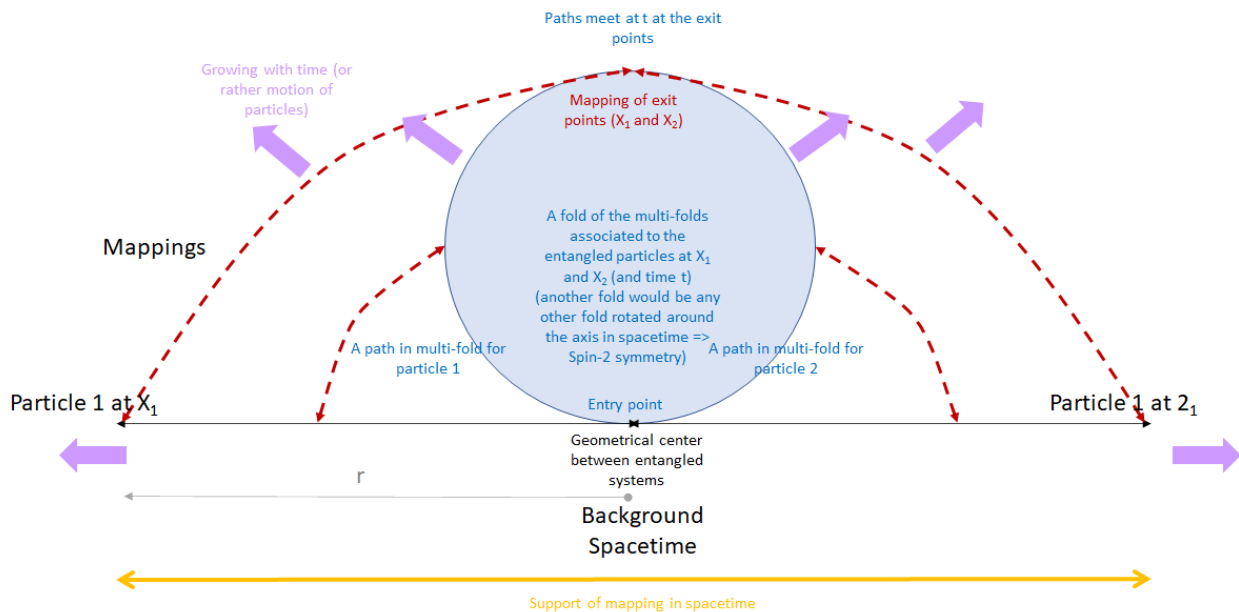 Paths meet at t at the exit
points
Growing with time (or
rather motion of
particles)
Mapping of exit
points (X1 and X2)
Mappings
A fold of the multi-folds
associated to the
entangled particles at X1
and X2 (and time t)
(another fold would be any
other fold rotated around
the axis in spacetime =>
Spin-2 symmetry)
A path in multi-fold for
particle 1
A path in multi-fold for
particle 2
Particle 1 at X1
Entry point
Particle 1 at 21
Geometrical center
between entangled
systems
r
Background
Spacetime
Support of mapping in spacetime